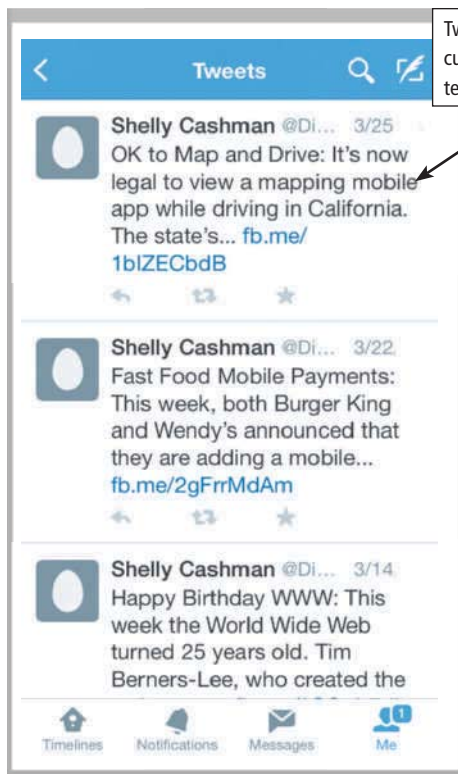 Tw
cu
te
Tweets
Shelly Cashman @Di... 3/25
OK to Map and Drive: It's now
legal to view a mapping mobile
app while driving in California.
The state's... fb.me/
1blZECbdB
Shelly Cashman @Di... 3/22
Fast Food Mobile Payments:
This week, both Burger King
and Wendy's announced that
they are adding a mobile...
fb.me/2gFrrMdAm
Shelly Cashman @Di... 3/14
Happy Birthday WWW: This
week the World Wide Web
turned 25 years old. Tim
Berners-Lee, who created the
1
Timelines Notifications Messages Me